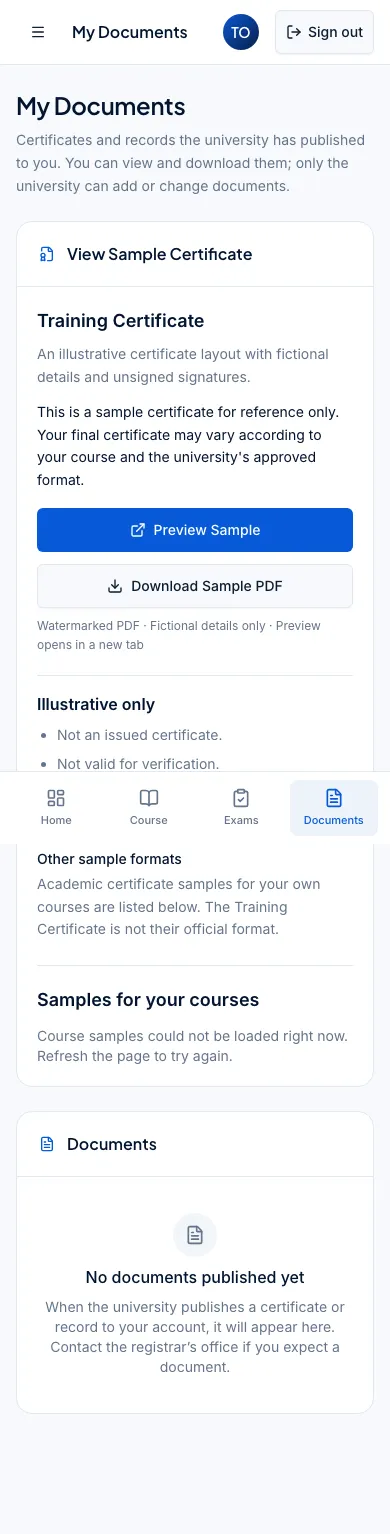 My Documents
TO
Sign out
My Documents
Certificates and records the university has published
to you. You can view and download them; only the
university can add or change documents.
View Sample Certificate
Training Certificate
An illustrative certificate layout with fictional
details and unsigned signatures.
This is a sample certificate for reference only.
Your final certificate may vary according to
your course and the university's approved
format.
Preview Sample
Download Sample PDF
Watermarked PDF · Fictional details only · Preview
opens in a new tab
Illustrative only
• Not an issued certificate.
• Not valid for verification.
Home
Course
Exams
Documents
Other sample formats
Academic certificate samples for your own
courses are listed below. The Training
Certificate is not their official format.
Samples for your courses
Course samples could not be loaded right now.
Refresh the page to try again.
Documents
No documents published yet
When the university publishes a certificate or
record to your account, it will appear here.
Contact the registrar’s office if you expect a
document.